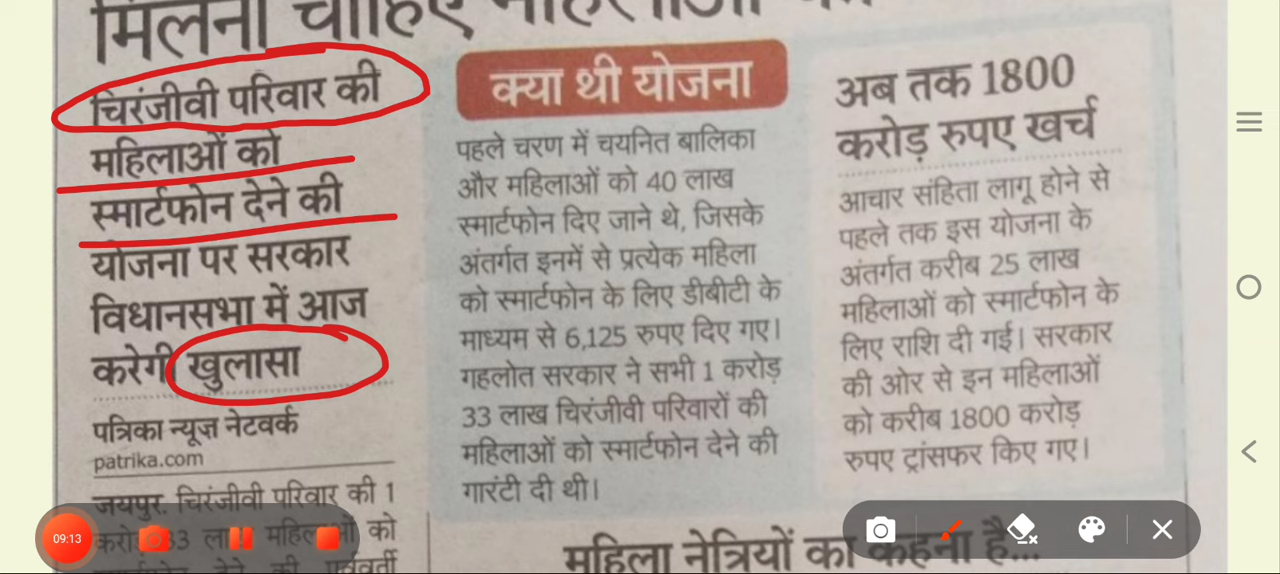 मिलना चाहिए महिलाओं का
चिरंजीवी परिवार की
महिलाओं को
स्मार्टफोन देने की
योजना पर सरकार
विधानसभा में आज
करेगी खुलासा
पत्रिका न्यूज नेटवर्क
patrika.com
जयपुर. चिरंजीवी परिवार की 1
करोड़ 33 लाख महिलाओं को
क्या थी योजना
पहले चरण में चयनित बालिका
और महिलाओं को 40 लाख
स्मार्टफोन दिए जाने थे, जिसके
अंतर्गत इनमें से प्रत्येक महिला
को स्मार्टफोन के लिए डीबीटी के
माध्यम से 6,125 रुपए दिए गए।
गहलोत सरकार ने सभी 1 करोड़
33 लाख चिरंजीवी परिवारों की
महिलाओं को स्मार्टफोन देने की
गारंटी दी थी।
अब तक 1800
करोड़ रुपए खर्च
आचार संहिता लागू होने से
पहले तक इस योजना के
अंतर्गत करीब 25 लाख
महिलाओं को स्मार्टफोन के
लिए राशि दी गई। सरकार
की ओर से इन महिलाओं
को करीब 1800 करोड़
रुपए ट्रांसफर किए गए।
महिला नेत्रियों का कहना है...
09:13